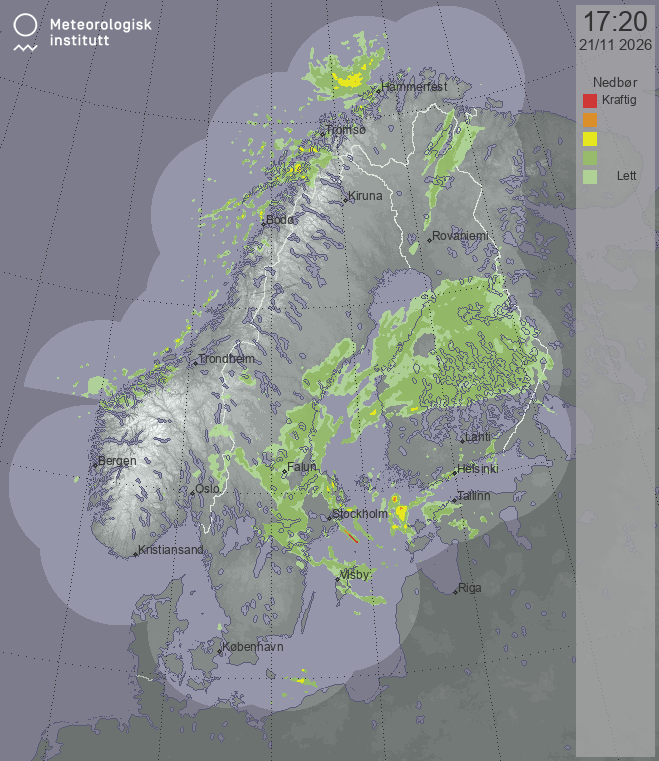 Meteorologisk
institutt
17:20
21/11 2026
Nedbør
Kraftig
Lett
Hammerfest
Tromsø
Kiruna
Bodø
Rovaniemi
Trondheim
Lahti
Bergen
Falun
Helsinki
Oslo
Tallinn
Stockholm
Kristiansand
Visby
Riga
København